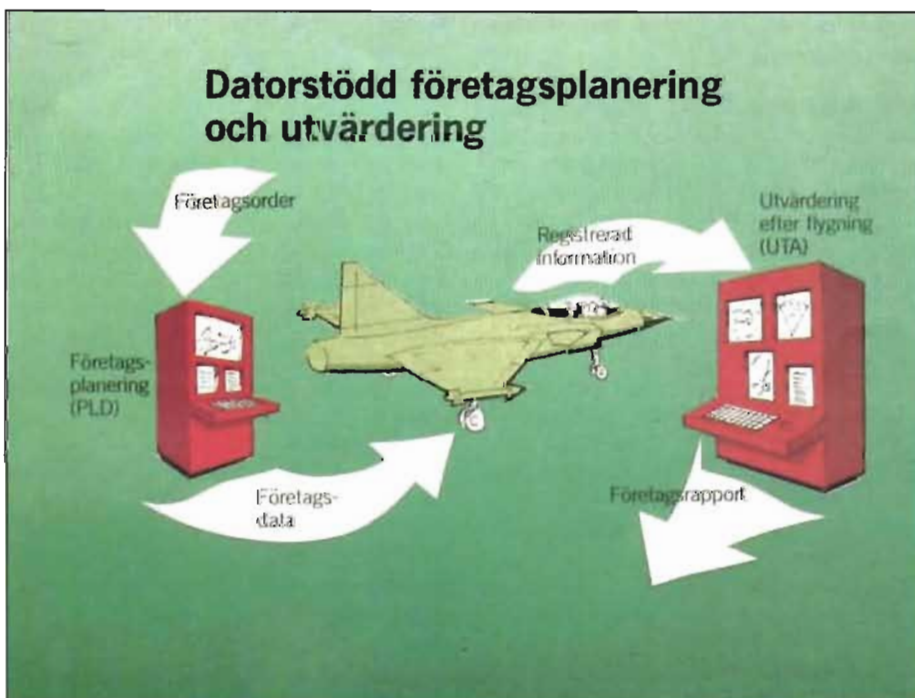 Datorstödd företagsplanering
och utvärdering
Företagsorder
Företags-
planering
(PLD)
Företags-
data
Registrerad
information
Utvärdering
efter flygning
(UTA)
Företagsrapport